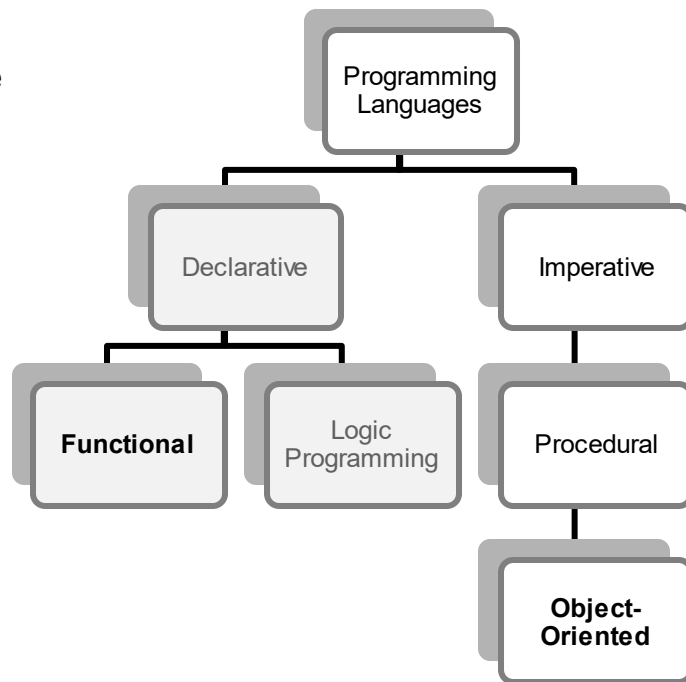 Programming
Languages
Declarative
Imperative
Functional
Logic
Programming
Procedural
Object-
Oriented